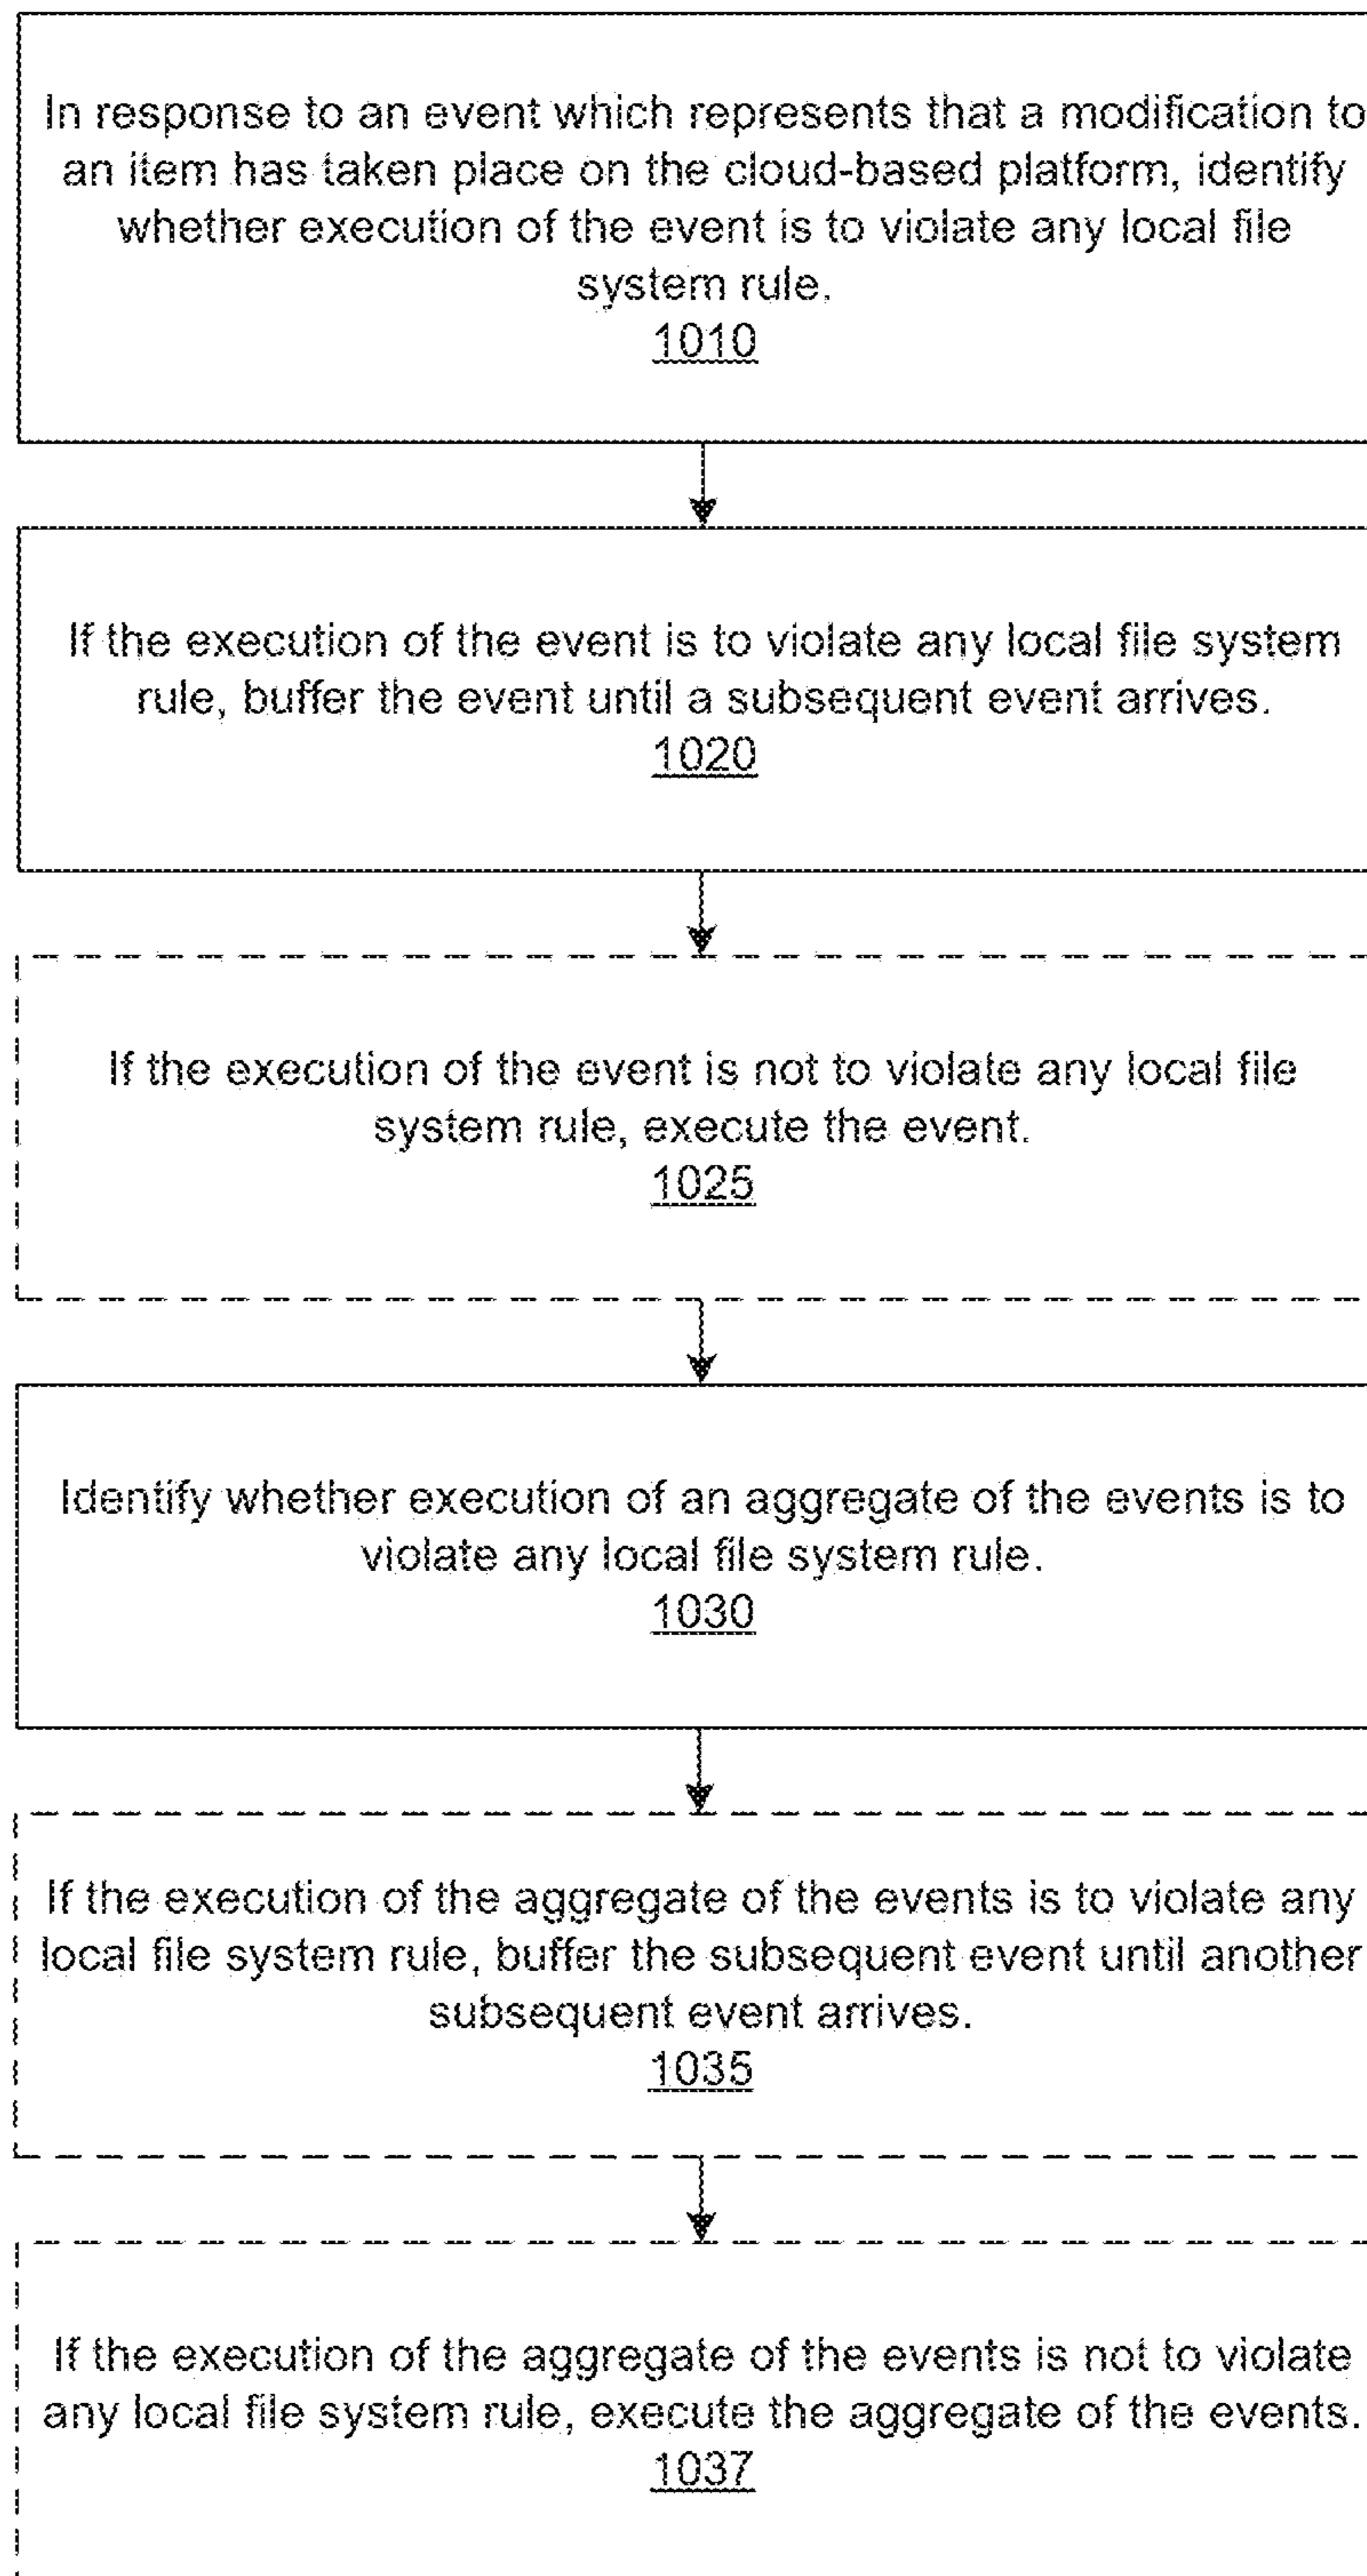 In response to an event which represents that a modification to
an item has taken place on the cloud-based platform, identify
whether execution of the event is to violate any local file
system rule.
1010
If the execution of the event is to violate any local file system
rule, buffer the event until a subsequent event arrives.
1020
If the execution of the event is not to violate any local file
system rule, execute the event.
1025
Identify whether execution of an aggregate of the events is to
violate any local file system rule.
1030
If the execution of the aggregate of the events is to violate any
local file system rule, buffer the subsequent event until another
subsequent event arrives.
1035
If the execution of the aggregate of the events is not to violate
any local file system rule, execute the aggregate of the events.
1037